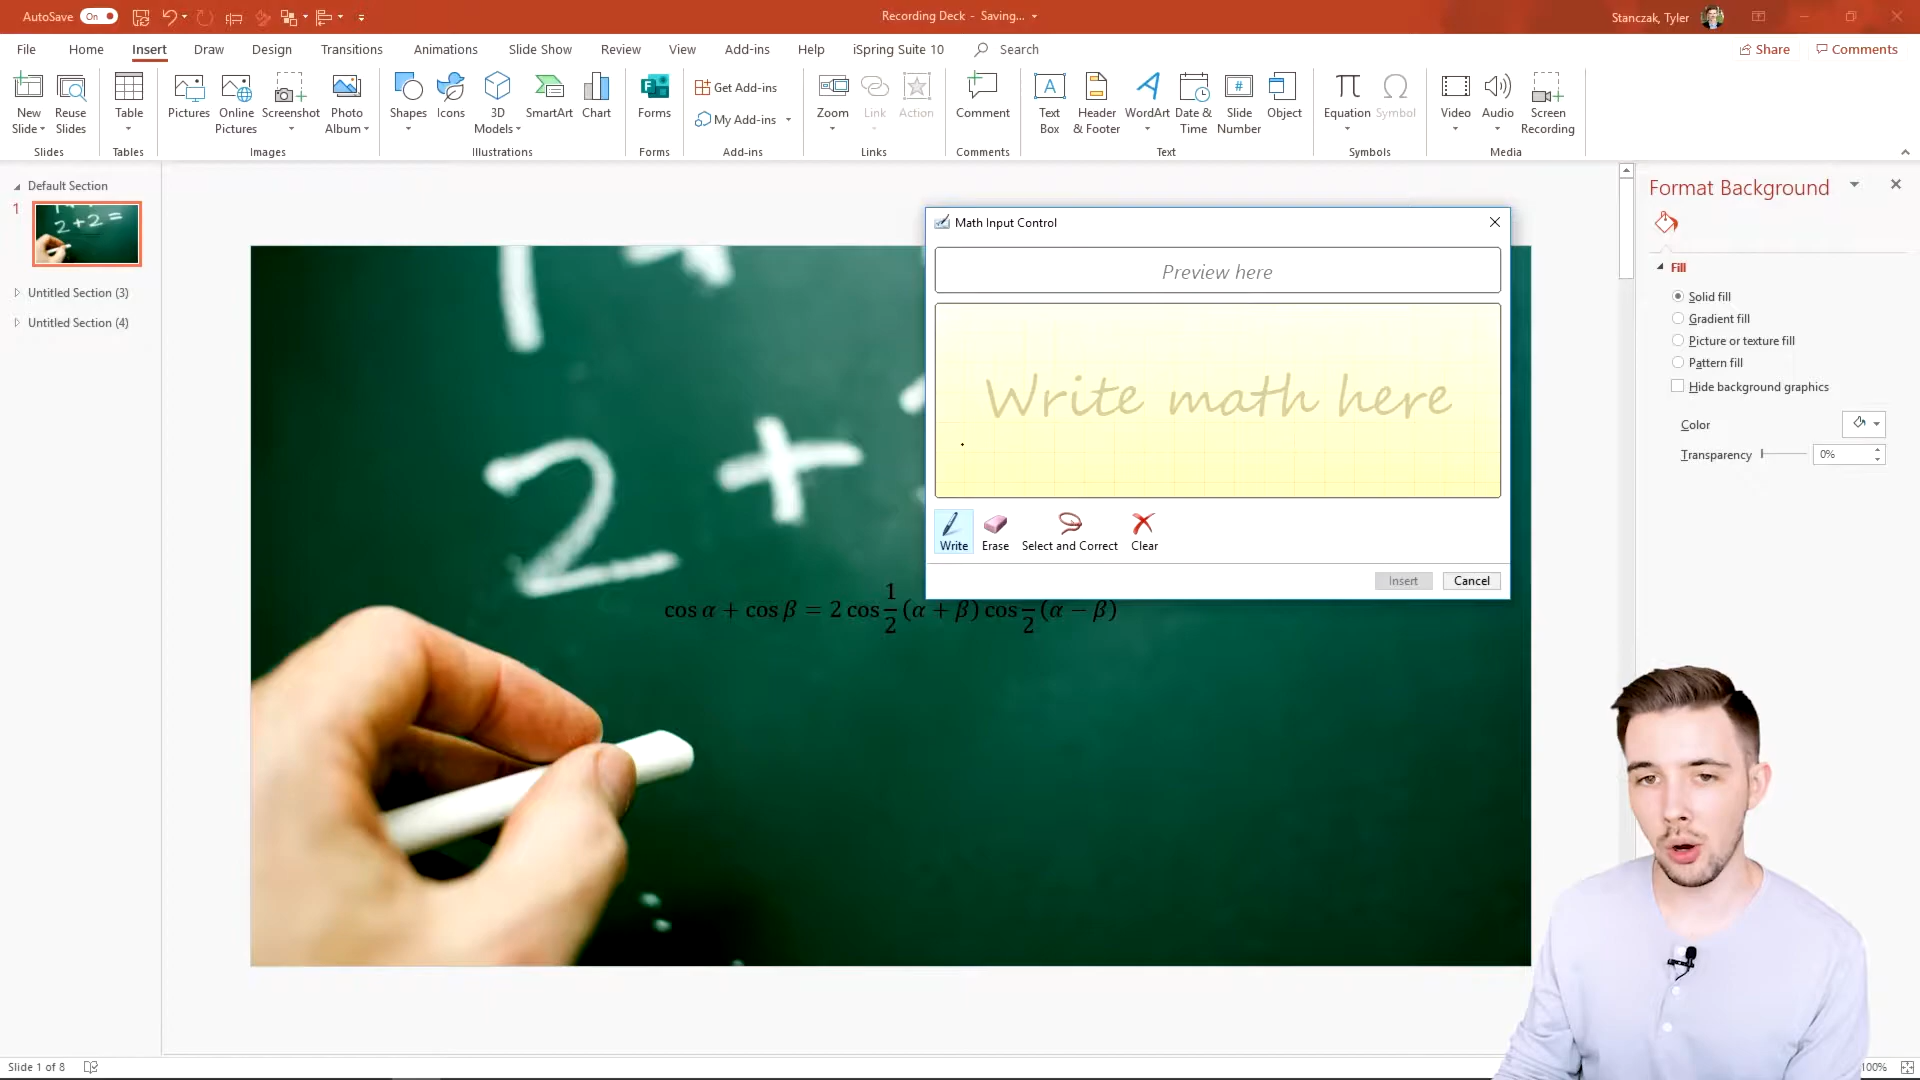 AutoSave On
Recording Deck - Saving...
Stanczak, Tyler
File Home Insert Draw Design Transitions Animations Slide Show Review View Add-ins Help iSpring Suite 10 Search
Share Comments
New Slide
Reuse Slides
Table
Pictures
Online Pictures
Screenshot
Photo Album
Shapes
Icons
3D Models
SmartArt
Chart
Forms
Get Add-ins
My Add-ins
Zoom
Link
Action
Comment
Text Box
Header & Footer
WordArt
Date & Time
Slide Number
Object
Equation
Symbol
Video
Audio
Screen Recording
Slides Tables Images Illustrations Forms Add-ins Links Comments Text Symbols Media
Default Section
1
2+2 =
Untitled Section (3)
Untitled Section (4)
2 +
cos α + cos β = 2 cos 1/2 (α + β) cos /2 (α − β)
Math Input Control
Preview here
Write math here
Write Erase Select and Correct Clear
Insert Cancel
Format Background
Fill
Solid fill
Gradient fill
Picture or texture fill
Pattern fill
Hide background graphics
Color
Transparency 0%
Slide 1 of 8
100%